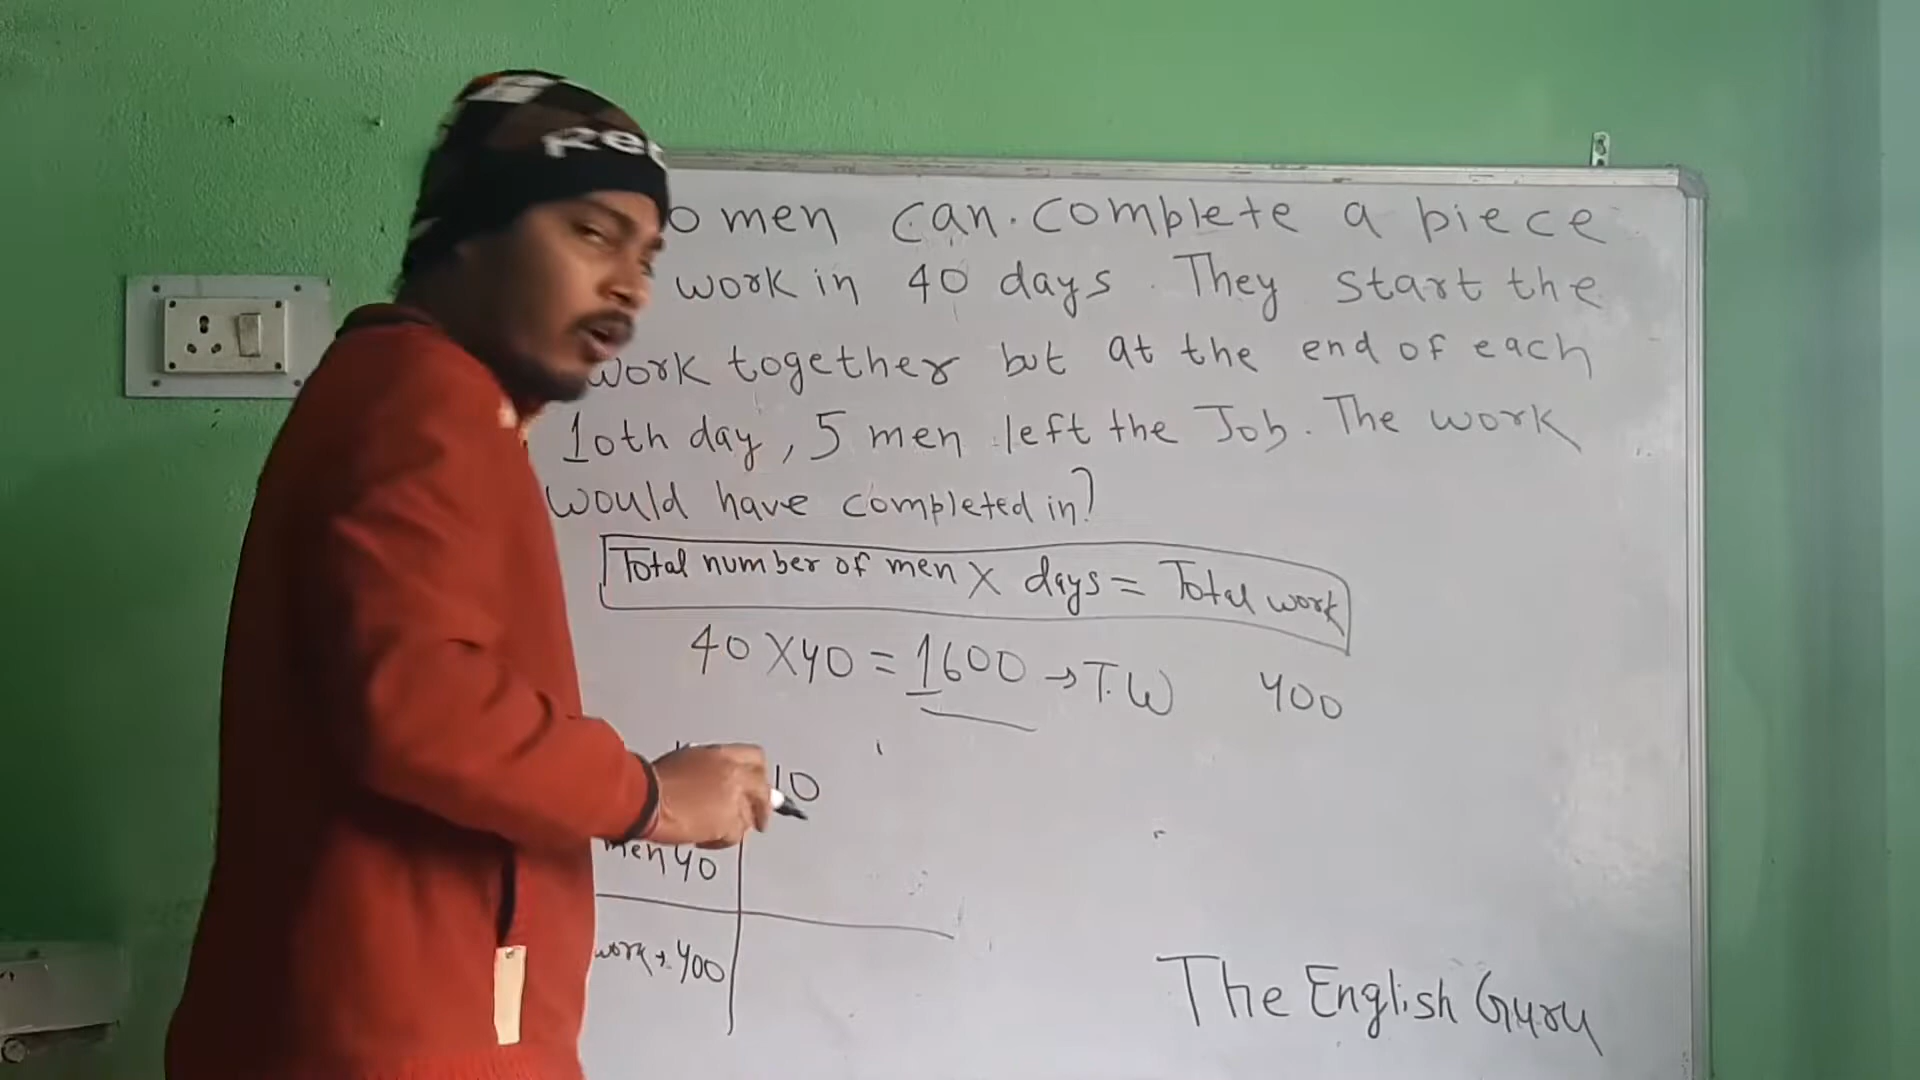 o men can. complete a piece
work in 40 days. They start the
work together but at the end of each
10th day, 5 men left the Job. The work
would have completed in?
Total number of men X days = Total work
40 X 40 = 1600 → T.W 400
10
men 40
work → 400
The English Guru